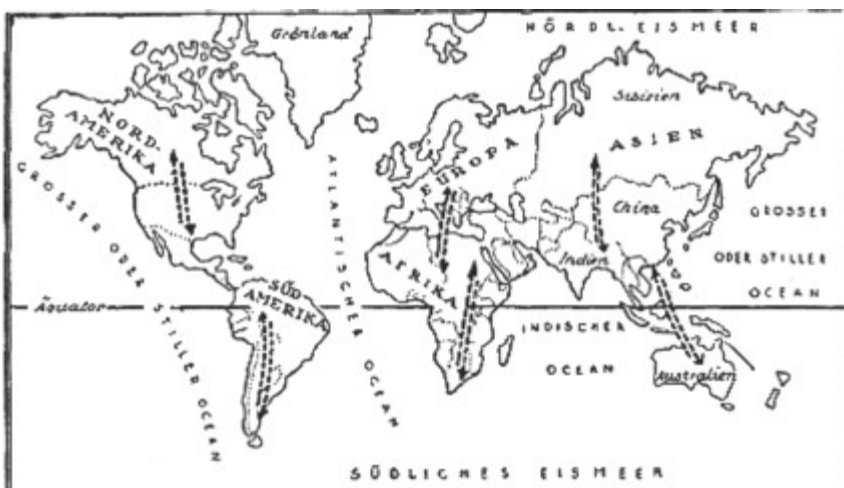 NÖRDL. EISMEER
Grönland
Sibirien
NORD-
AMERIKA
EUROPA
ASIEN
China
GROSSER
ODER STILLER
OCEAN
Indien
AFRIKA
ATLANTISCHER OCEAN
GROSSER ODER STILLER OCEAN
SÜD
AMERIKA
Äquator
INDISCHER
OCEAN
Australien
SÜDLICHES EISMEER